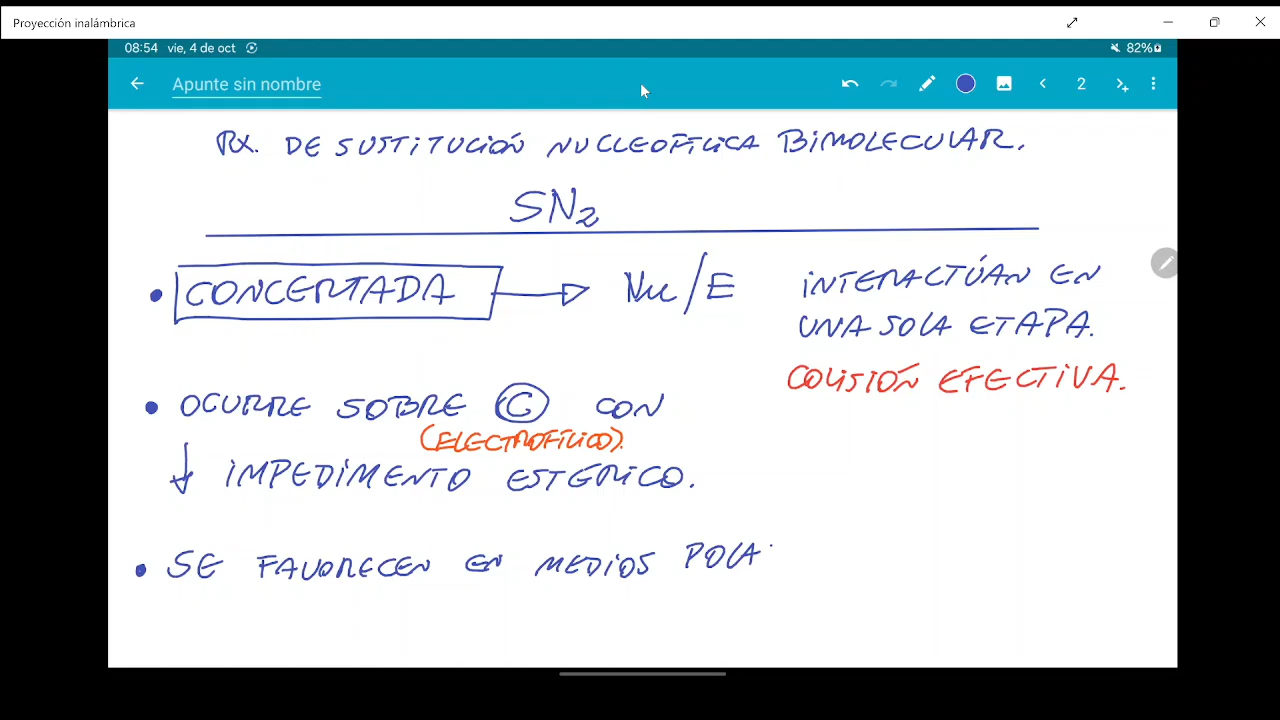 Proyección inalámbrica
08:54 vie, 4 de oct 82%
Apunte sin nombre 2
RX. DE SUSTITUCIÓN NUCLEOFÍLICA BIMOLECULAR.
SN2
• CONCERTADA → Nu/E INTERACTÚAN EN
UNA SOLA ETAPA.
COLISIÓN EFECTIVA.
• OCURRE SOBRE C CON
(ELECTROFÍLICO).
↓ IMPEDIMENTO ESTÉRICO.
• SE FAVORECEN EN MEDIOS POLA